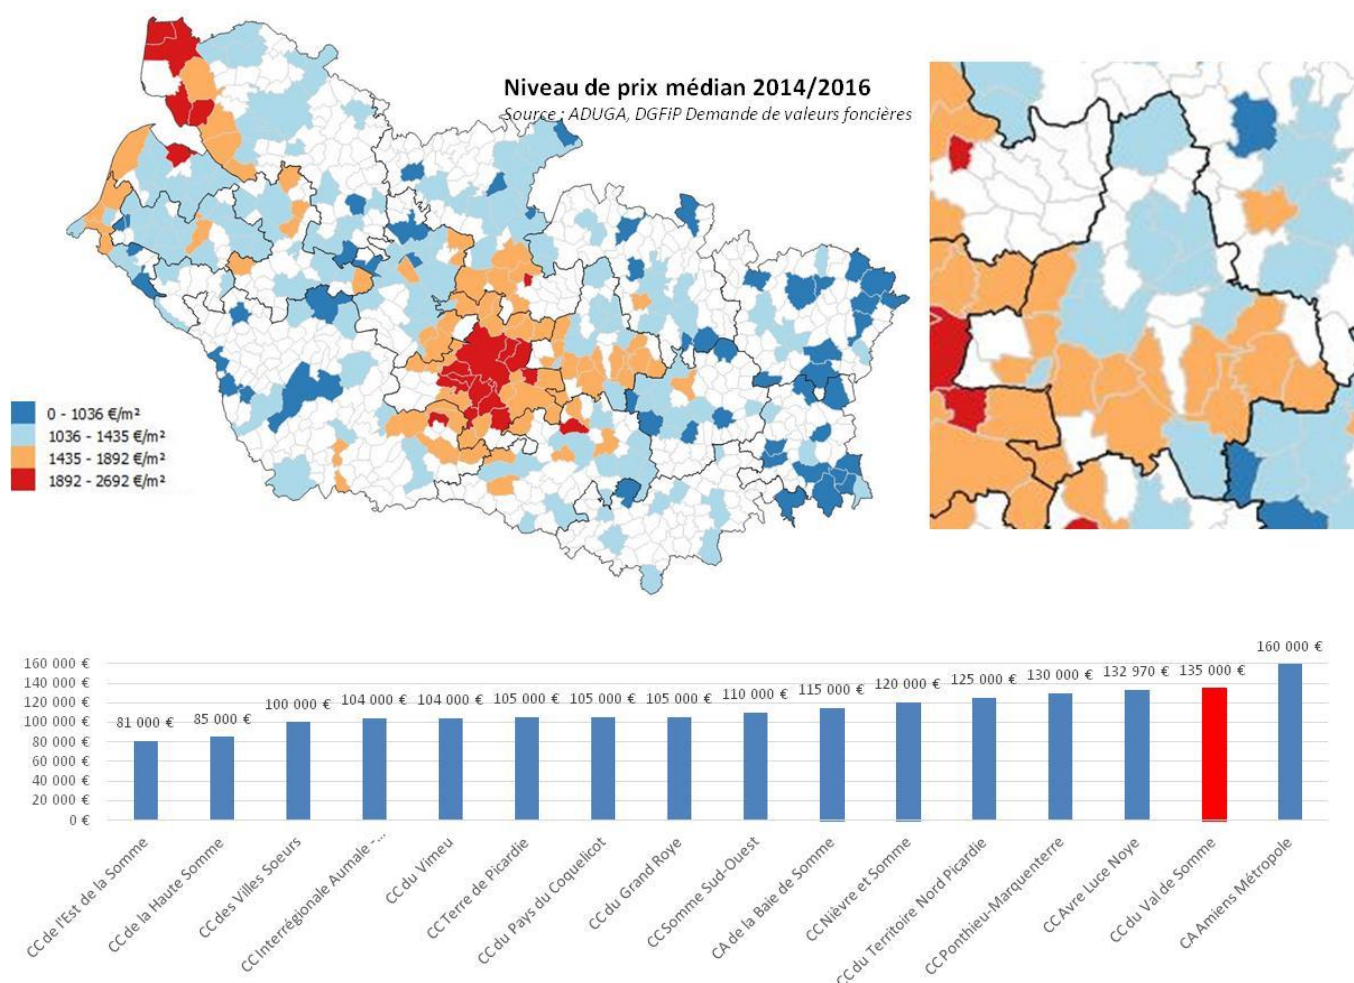 Niveau de prix médian 2014/2016
Source : ADUGA, DGFiP Demande de valeurs foncières
0 - 1036 €/m²
1036 - 1435 €/m²
1435 - 1892 €/m²
1892 - 2692 €/m²
160 000 €
140 000 €
120 000 €
100 000 €
80 000 €
60 000 €
40 000 €
20 000 €
0 €
81 000 €
85 000 €
100 000 €
104 000 €
104 000 €
105 000 €
105 000 €
105 000 €
110 000 €
115 000 €
120 000 €
125 000 €
130 000 €
132 970 €
135 000 €
160 000 €
CC de l'Est de la Somme
CC de la Haute Somme
CC des Villes Soeurs
CC Interrégionale Aumale -...
CC du Vimeu
CC Terre de Picardie
CC du Pays du Coquelicot
CC du Grand Roye
CC Somme Sud-Ouest
CA de la Baie de Somme
CC Nièvre et Somme
CC du Territoire Nord Picardie
CC Ponthieu-Marquenterre
CC Avre Luce Noye
CC du Val de Somme
CA Amiens Métropole